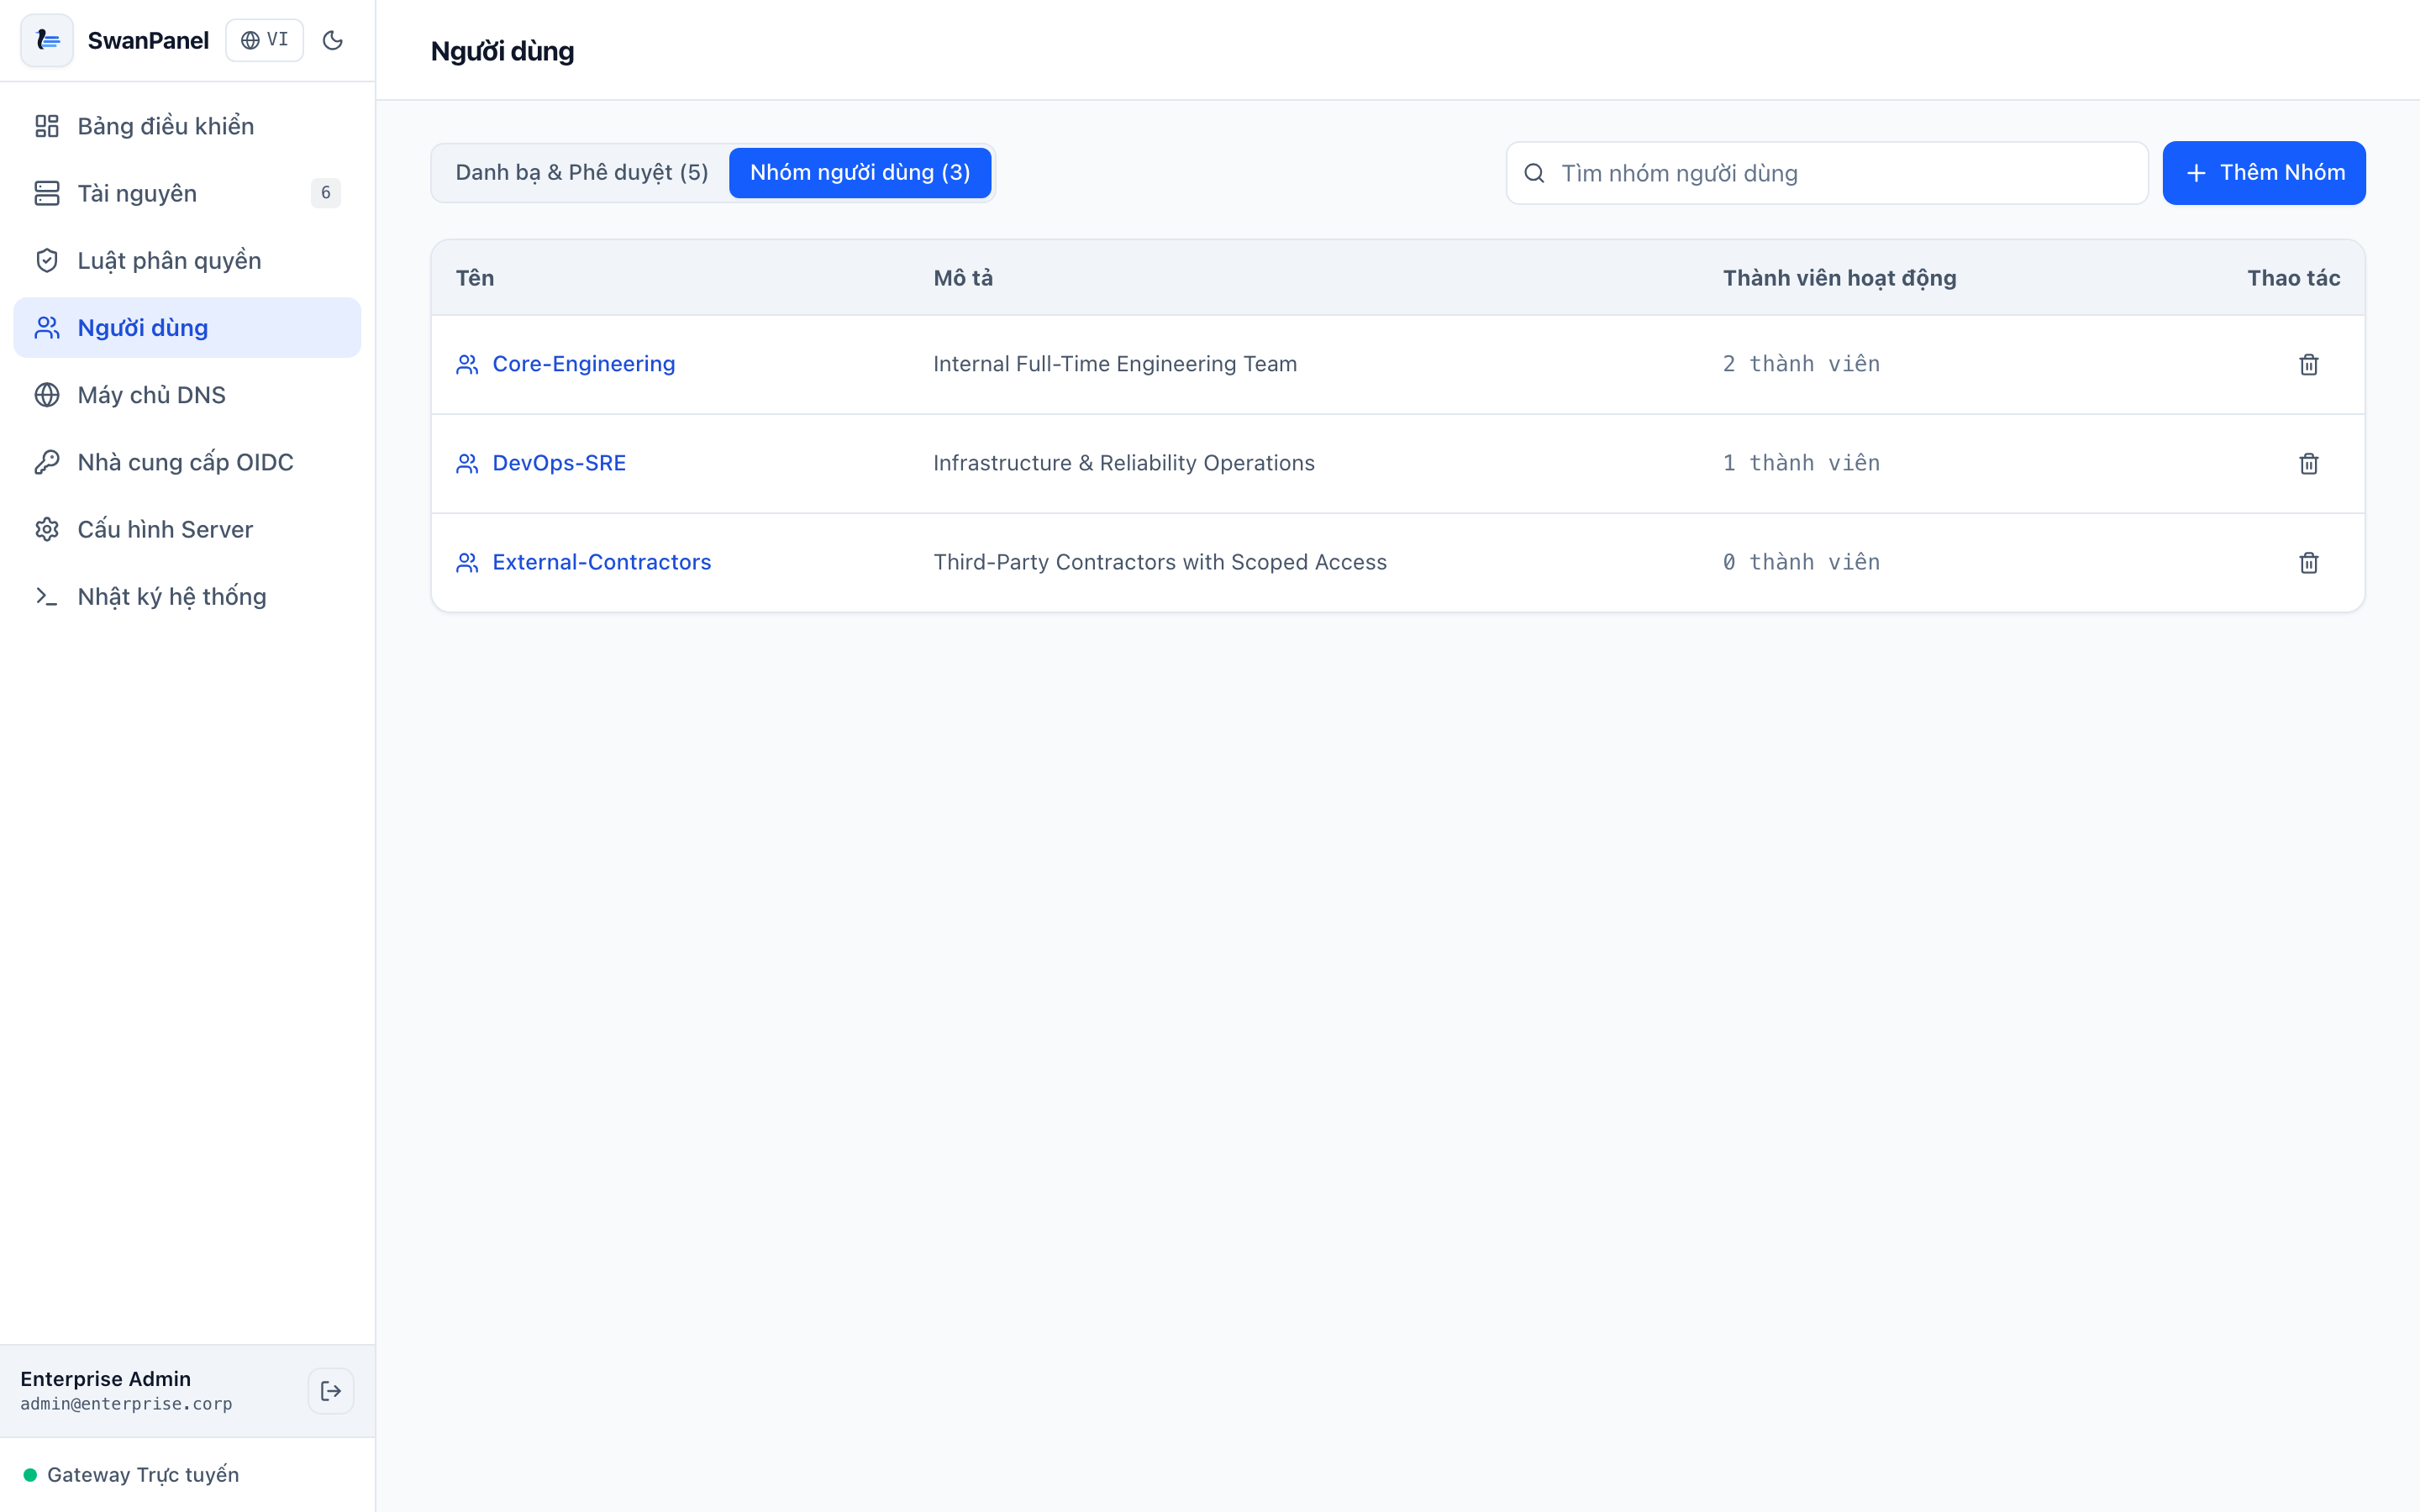 SwanPanel
VI
Bảng điều khiển
Tài nguyên 6
Luật phân quyền
Người dùng
Máy chủ DNS
Nhà cung cấp OIDC
Cấu hình Server
Nhật ký hệ thống
Enterprise Admin
admin@enterprise.corp
Gateway Trực tuyến
Người dùng
Danh bạ & Phê duyệt (5) Nhóm người dùng (3) Tìm nhóm người dùng Thêm Nhóm
Tên Mô tả Thành viên hoạt động Thao tác
Core-Engineering Internal Full-Time Engineering Team 2 thành viên
DevOps-SRE Infrastructure & Reliability Operations 1 thành viên
External-Contractors Third-Party Contractors with Scoped Access 0 thành viên